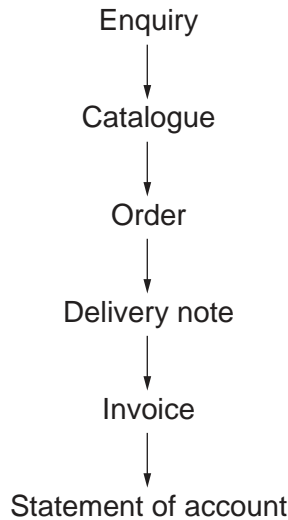 Enquiry
Catalogue
Order
Delivery note
Invoice
Statement of account